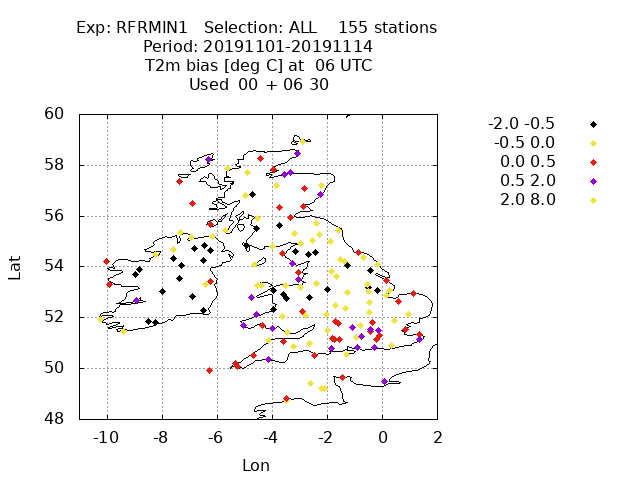 Exp: RFRMIN1 Selection: ALL 155 stations
Period: 20191101-20191114
T2m bias [deg C] at 06 UTC
Used 00 + 06 30
-2.0 -0.5
-0.5 0.0
0.0 0.5
0.5 2.0
2.0 8.0
60
58
56
54
52
50
48
Lat
-10 -8 -6 -4 -2 0 2
Lon